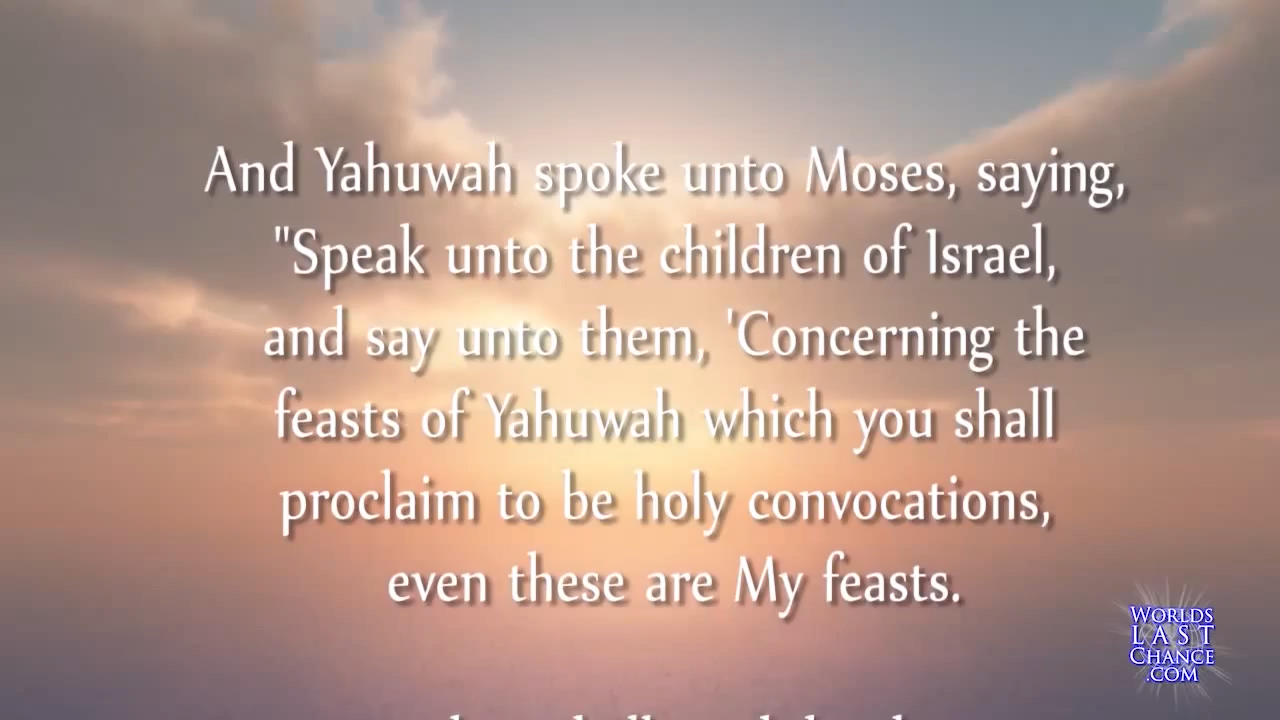 And Yahuwah spoke unto Moses, saying,
"Speak unto the children of Israel,
and say unto them, 'Concerning the
feasts of Yahuwah which you shall
proclaim to be holy convocations,
even these are My feasts.
WORLDS
LAST
CHANCE
.COM